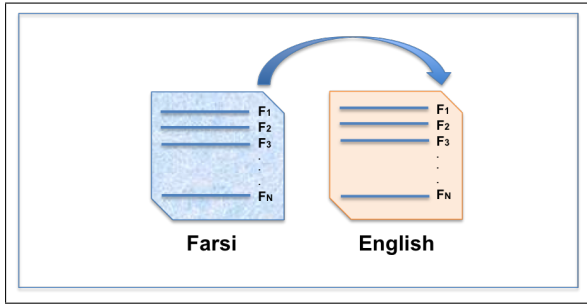 F1
F2
F3
.
.
.
FN
Farsi
F1
F2
F3
.
.
.
FN
English